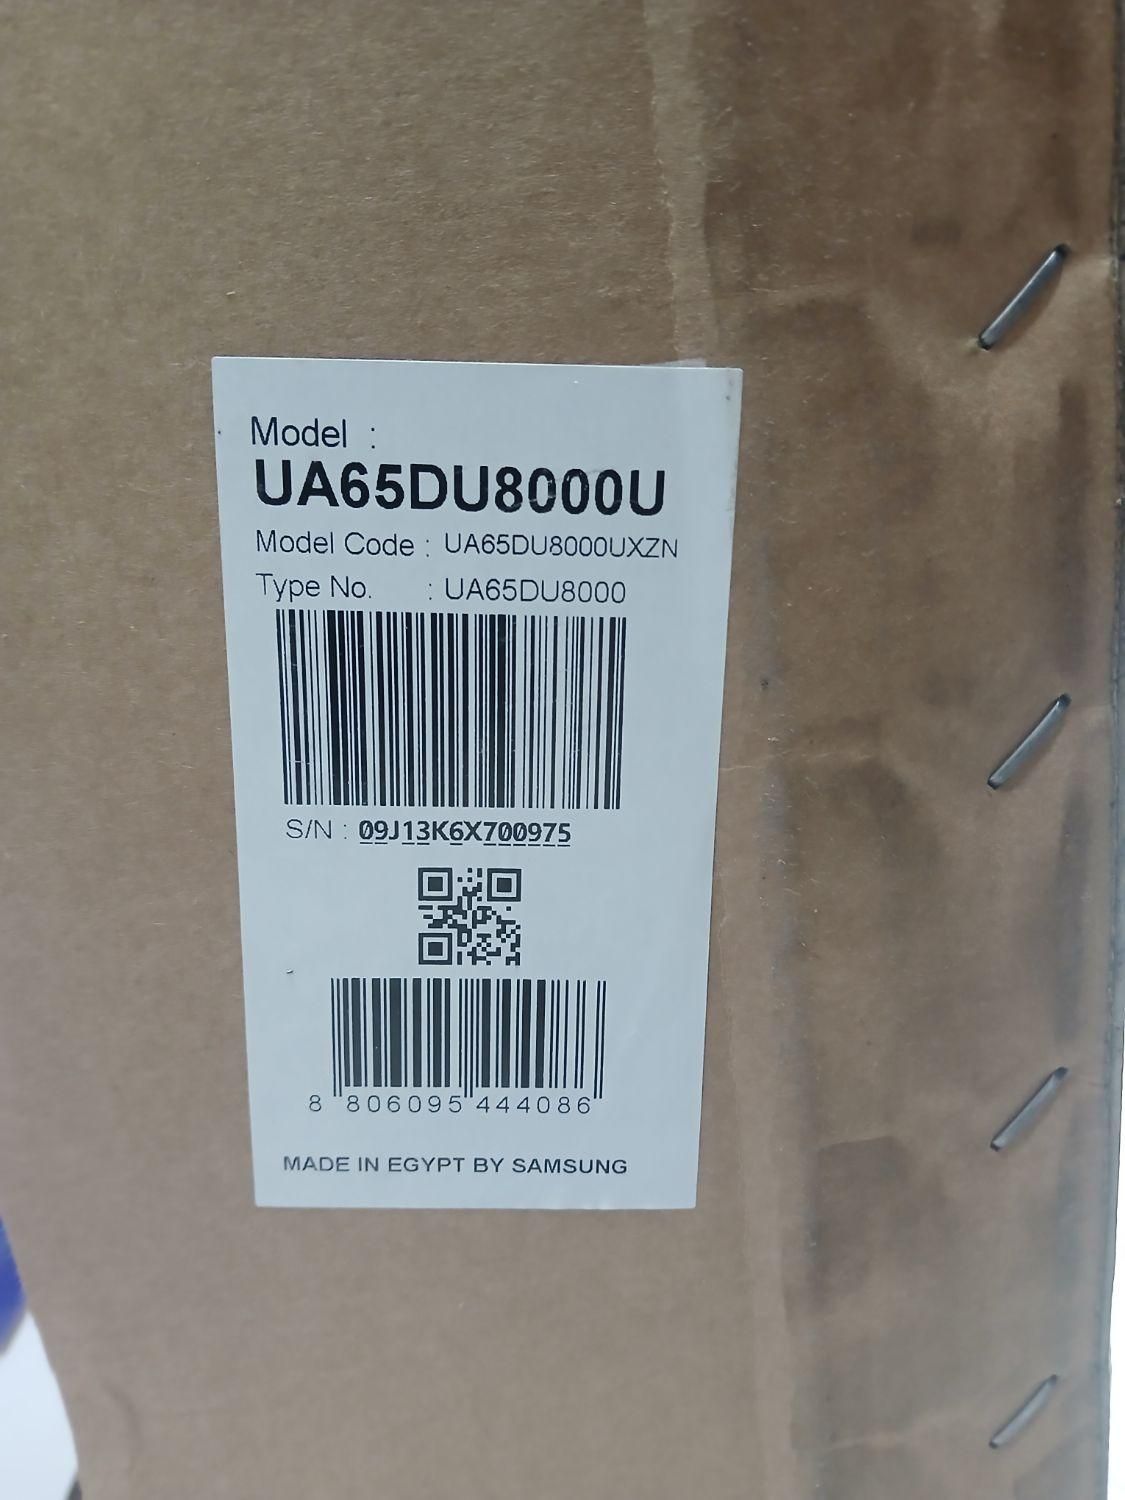 Model :
UA65DU8000U
Model Code : UA65DU8000UXZN
Type No. : UA65DU8000
S/N : 09J13K6X700975
8 806095 444086
MADE IN EGYPT BY SAMSUNG